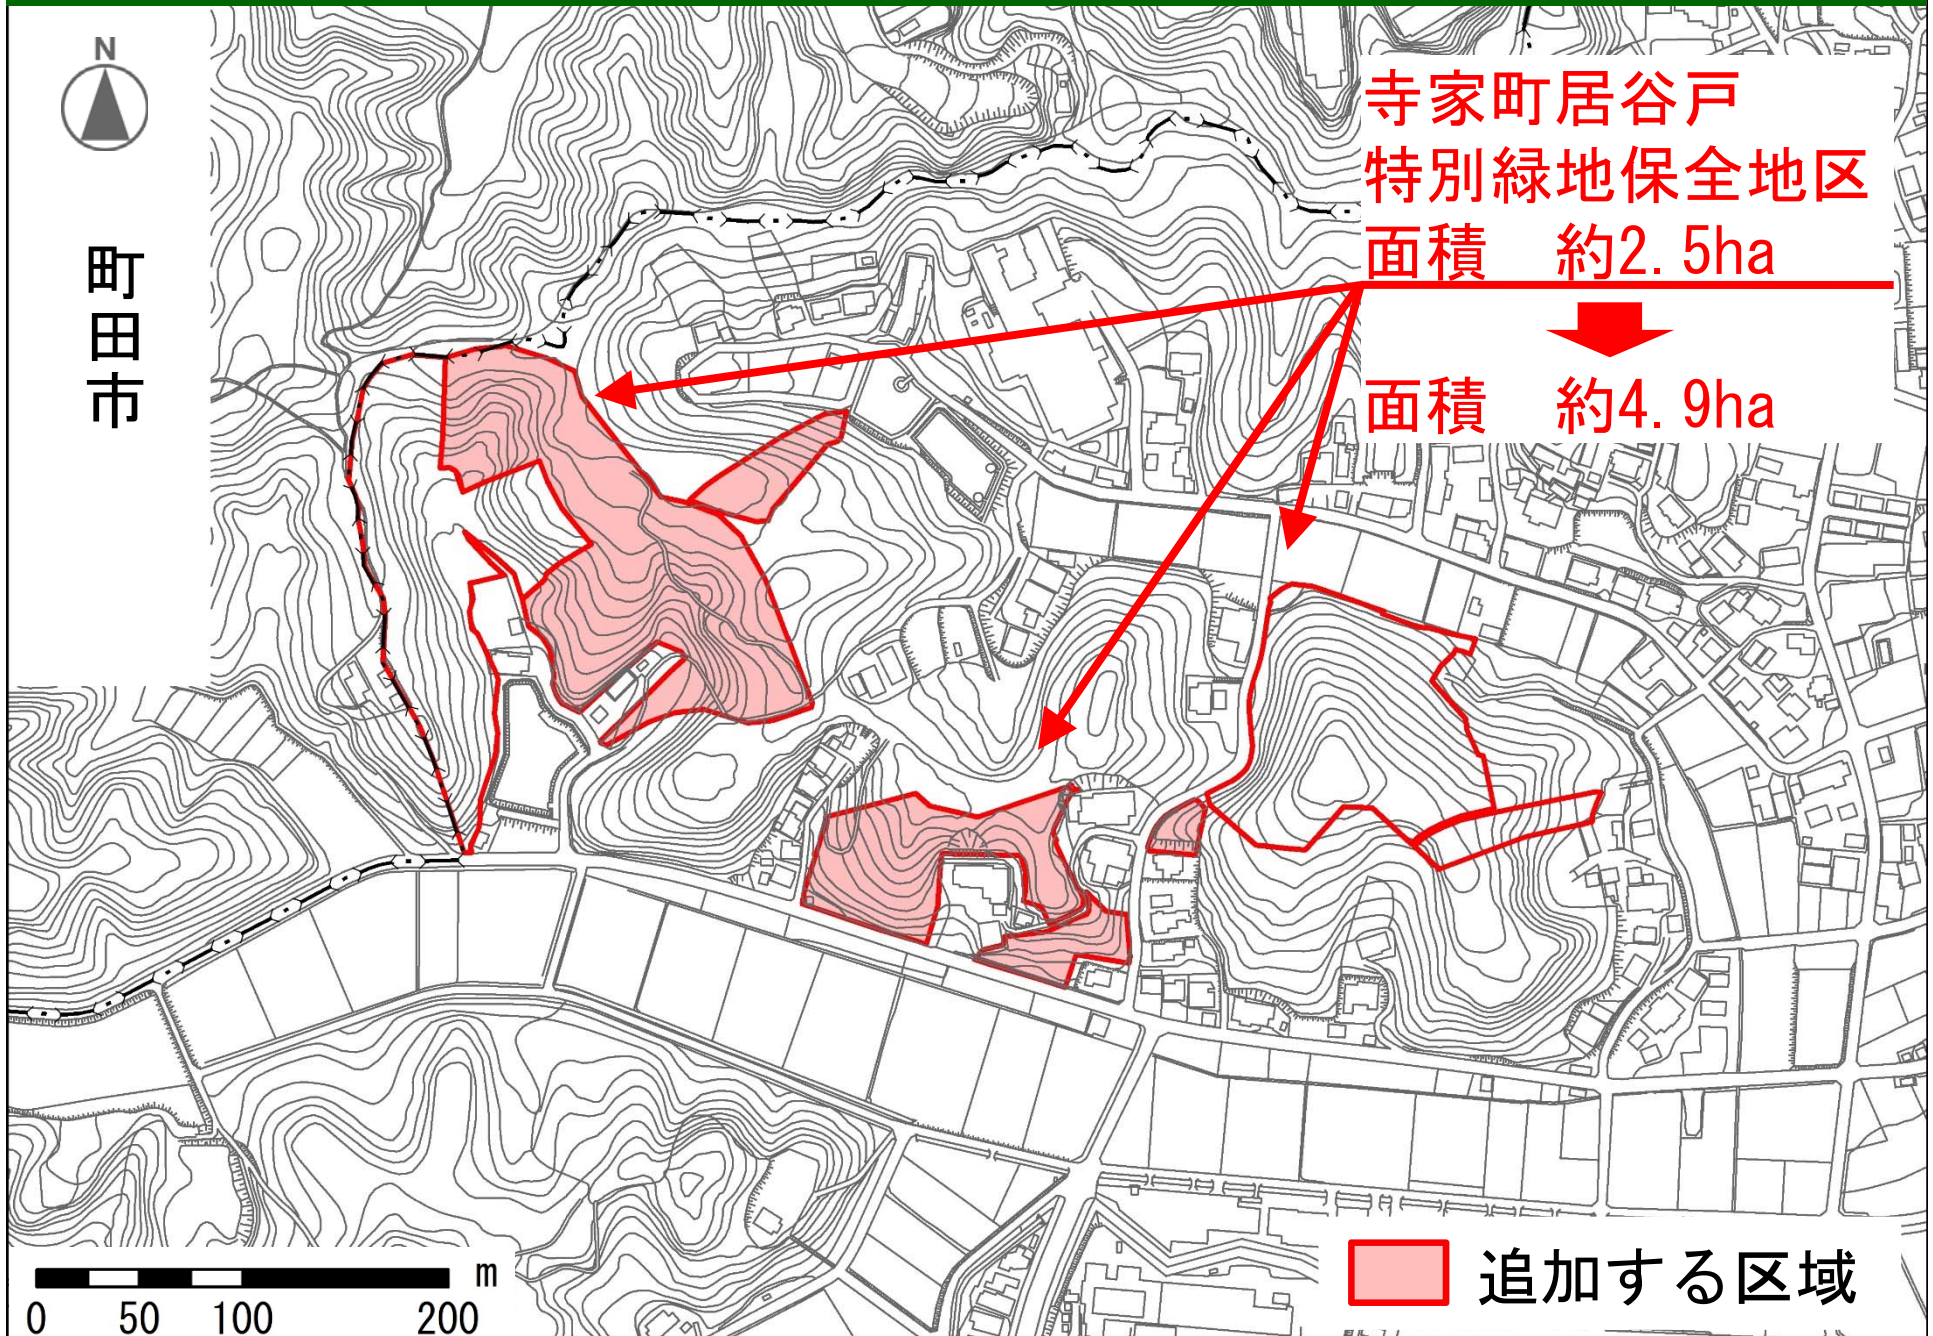 N
町田市
寺家町居谷戸
特別緑地保全地区
面積　約2.5ha
面積　約4.9ha
追加する区域
m
0 50 100 200